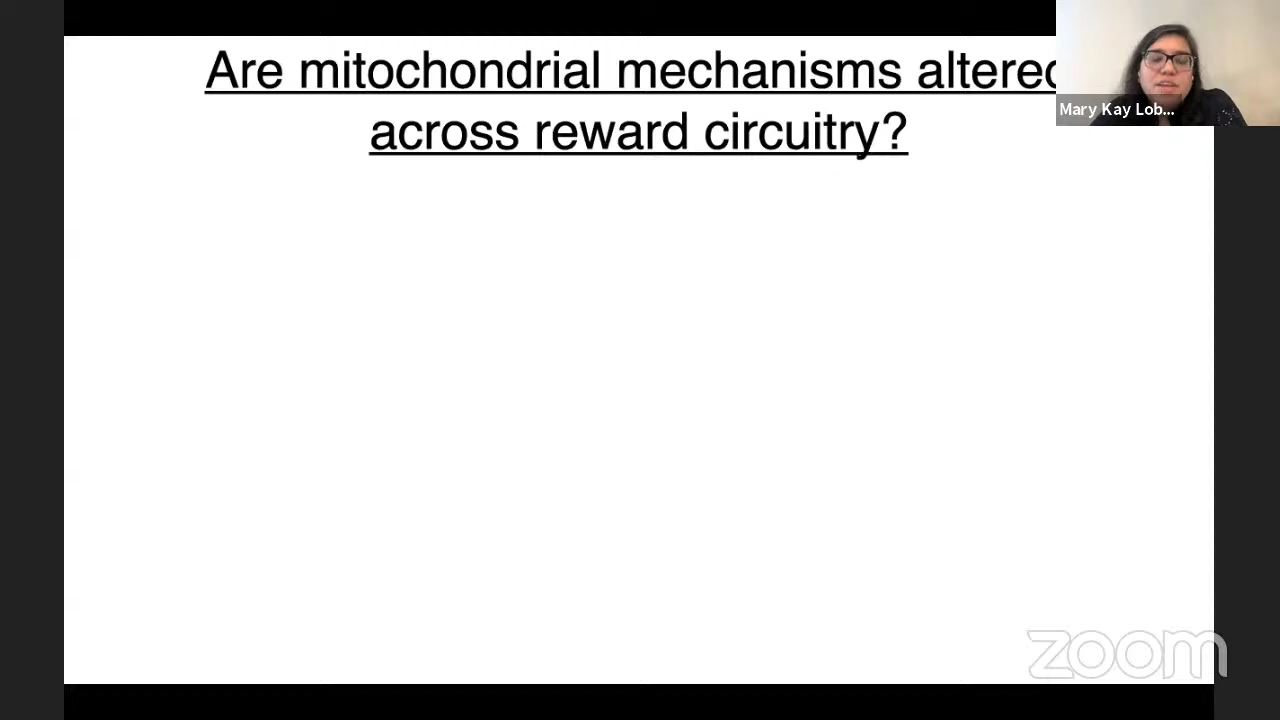 Are mitochondrial mechanisms altered
across reward circuitry?
Mary Kay Lob...
zoom